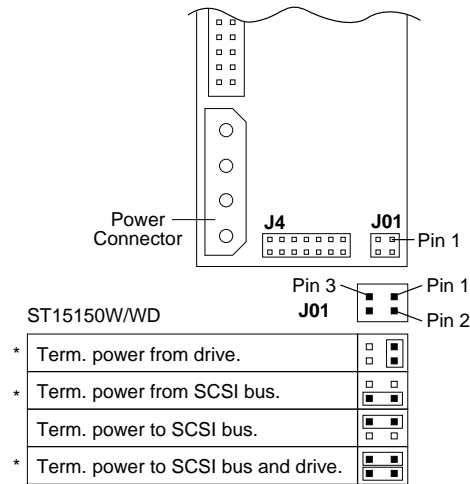 Power
Connector
J4
J01
Pin 1
Pin 3
Pin 1
J01
Pin 2
ST15150W/WD
* Term. power from drive.
* Term. power from SCSI bus.
Term. power to SCSI bus.
* Term. power to SCSI bus and drive.